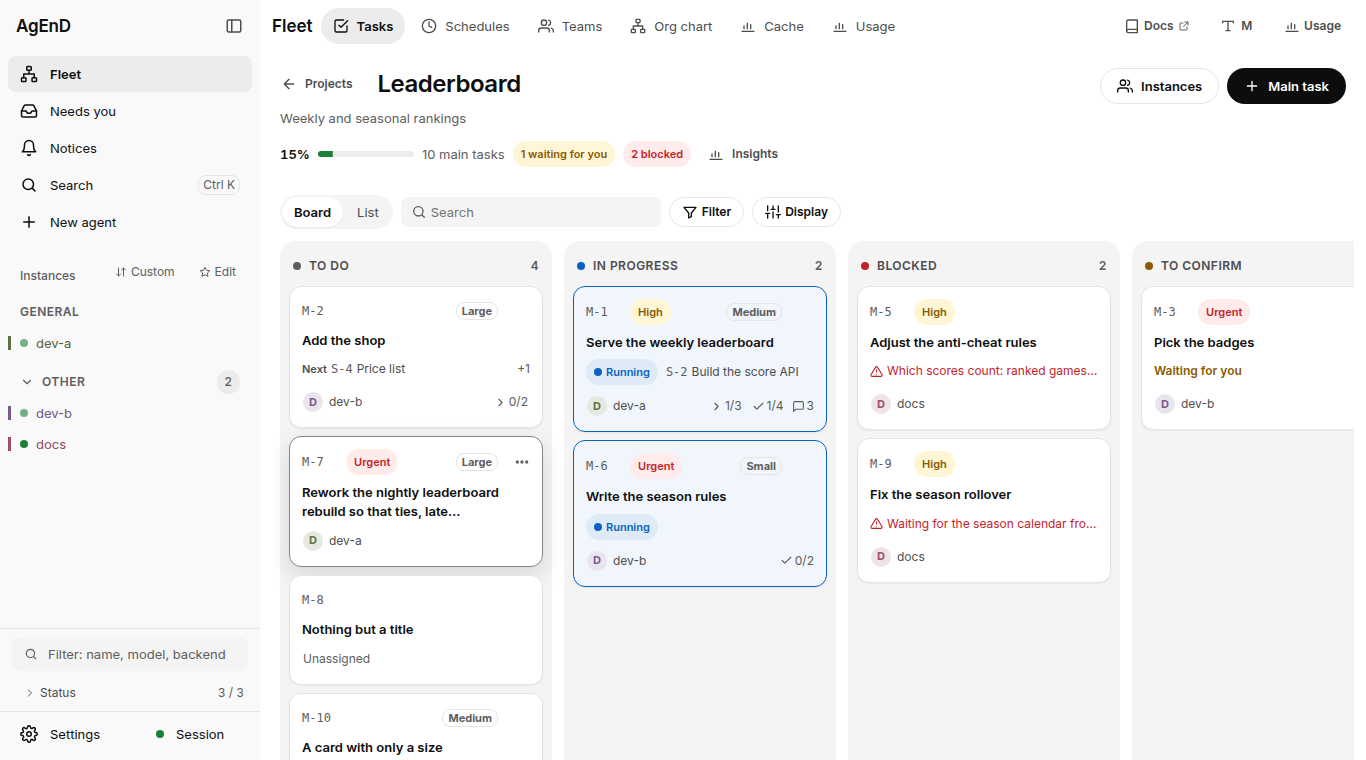 AgEnD
Fleet
Needs you
Notices
Search Ctrl K
New agent
Instances Custom Edit
GENERAL
dev-a
OTHER 2
dev-b
docs
Filter: name, model, backend
Status 3 / 3
Settings Session
Fleet Tasks Schedules Teams Org chart Cache Usage Docs M Usage
Projects Leaderboard Instances Main task
Weekly and seasonal rankings
15% 10 main tasks 1 waiting for you 2 blocked Insights
Board List Search Filter Display
TO DO 4
M-2 Large
Add the shop
Next S-4 Price list +1
D dev-b 0/2
M-7 Urgent Large
Rework the nightly leaderboard
rebuild so that ties, late...
D dev-a
M-8
Nothing but a title
Unassigned
M-10 Medium
A card with only a size
IN PROGRESS 2
M-1 High Medium
Serve the weekly leaderboard
Running S-2 Build the score API
D dev-a 1/3 1/4 3
M-6 Urgent Small
Write the season rules
Running
D dev-b 0/2
BLOCKED 2
M-5 High
Adjust the anti-cheat rules
Which scores count: ranked games...
D docs
M-9 High
Fix the season rollover
Waiting for the season calendar fro...
D docs
TO CONFIRM
M-3 Urgent
Pick the badges
Waiting for you
D dev-b